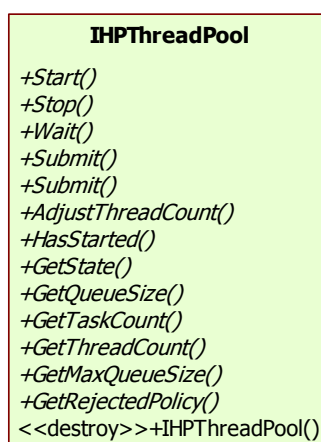 IHPThreadPool
+Start()
+Stop()
+Wait()
+Submit()
+Submit()
+AdjustThreadCount()
+HasStarted()
+GetState()
+GetQueueSize()
+GetTaskCount()
+GetThreadCount()
+GetMaxQueueSize()
+GetRejectedPolicy()
<<destroy>>+IHPThreadPool()